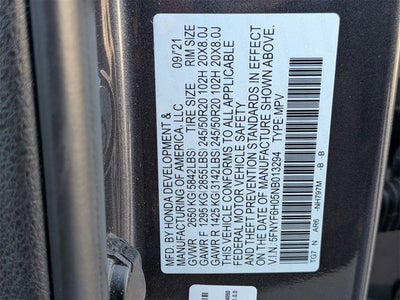 MFD. BY HONDA DEVELOPMENT &
MANUFACTURING OF AMERICA, LLC 09/21
TIRE SIZE RIM SIZE
GVWR 2650 KG(5842LBS)
GAWR F 1295 KG(2855LBS) 245/50R20 102H 20X8.0J
GAWR R 1425 KG(3142LBS) 245/50R20 102H 20X8.0J
THIS VEHICLE CONFORMS TO ALL APPLICABLE
FEDERAL MOTOR VEHICLE SAFETY
AND THEFT PREVENTION STANDARDS IN EFFECT
ON THE DATE OF MANUFACTURE SHOWN ABOVE.
V.I.N. 5FNYF6H05NB013294 TYPE:MPV
TG7 N AR6 -NH797M -B -B